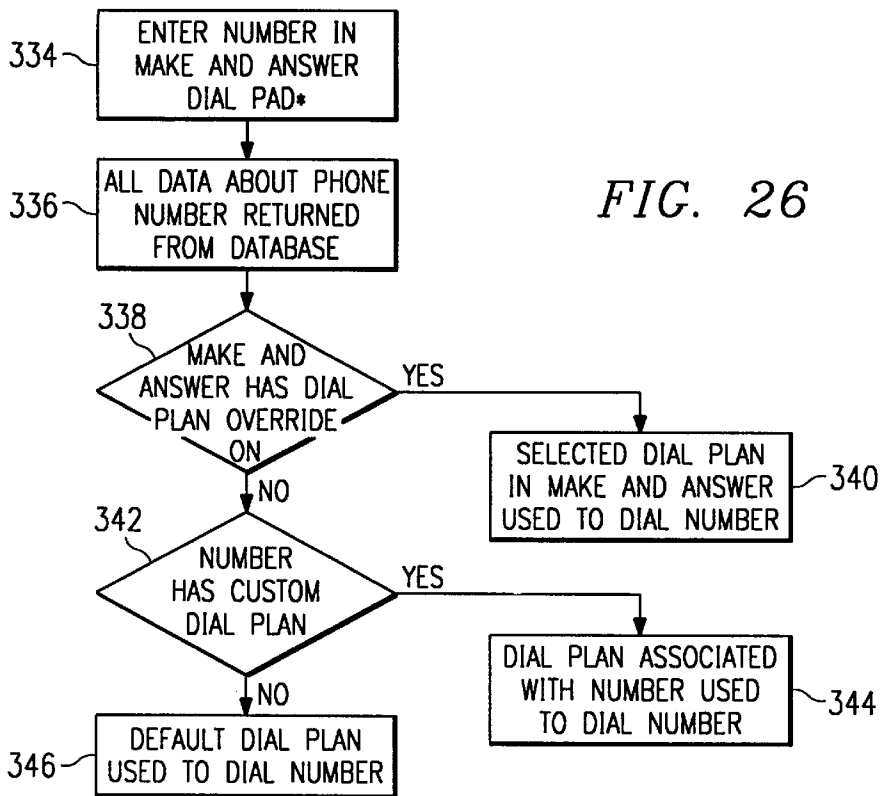 334
ENTER NUMBER IN
MAKE AND ANSWER
DIAL PAD*
336
ALL DATA ABOUT PHONE
NUMBER RETURNED
FROM DATABASE
FIG. 26
338
MAKE AND
ANSWER HAS DIAL
PLAN OVERRIDE
ON
YES
SELECTED DIAL PLAN
IN MAKE AND ANSWER
USED TO DIAL NUMBER
340
NO
342
NUMBER
HAS CUSTOM
DIAL PLAN
YES
DIAL PLAN ASSOCIATED
WITH NUMBER USED
TO DIAL NUMBER
344
NO
346
DEFAULT DIAL PLAN
USED TO DIAL NUMBER